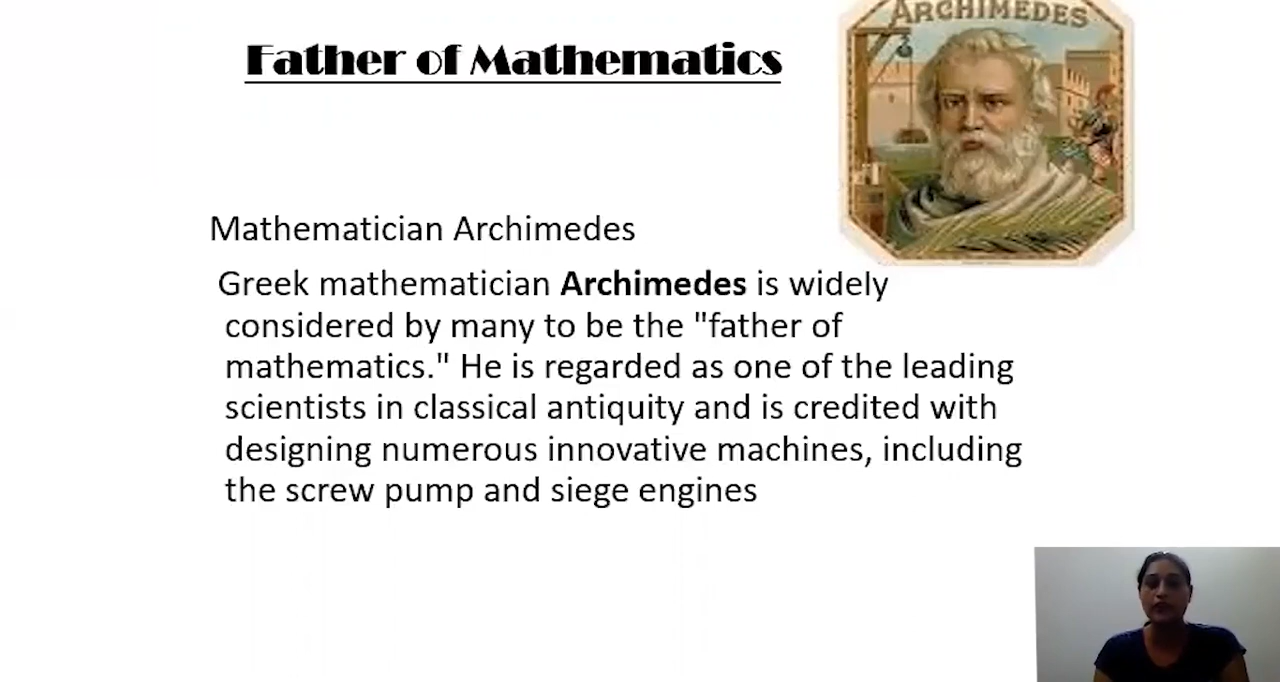 ARCHIMEDES
Father of Mathematics
Mathematician Archimedes
Greek mathematician Archimedes is widely
considered by many to be the "father of
mathematics." He is regarded as one of the leading
scientists in classical antiquity and is credited with
designing numerous innovative machines, including
the screw pump and siege engines